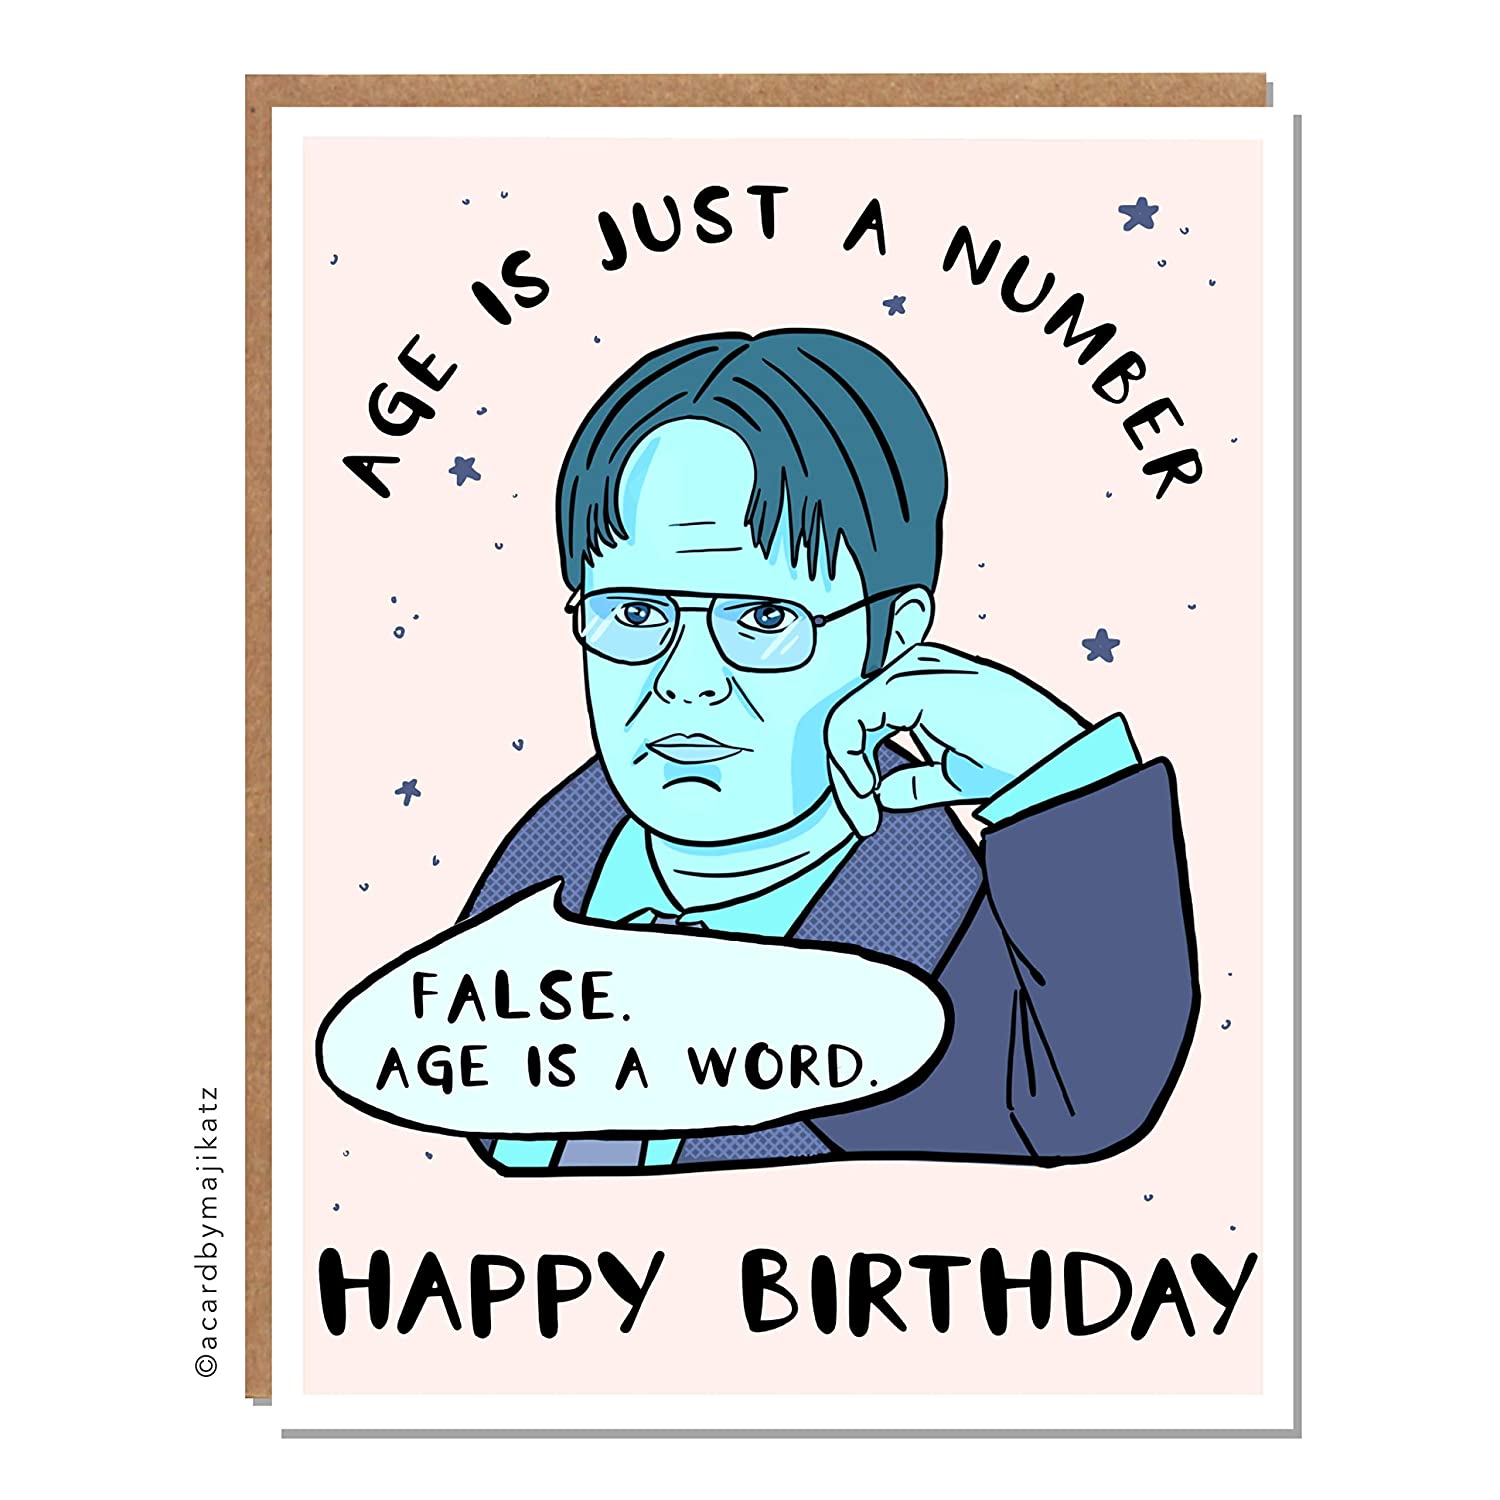 AGE IS JUST A NUMBER
FALSE.
AGE IS A WORD.
HAPPY BIRTHDAY
©acardbymajikatz